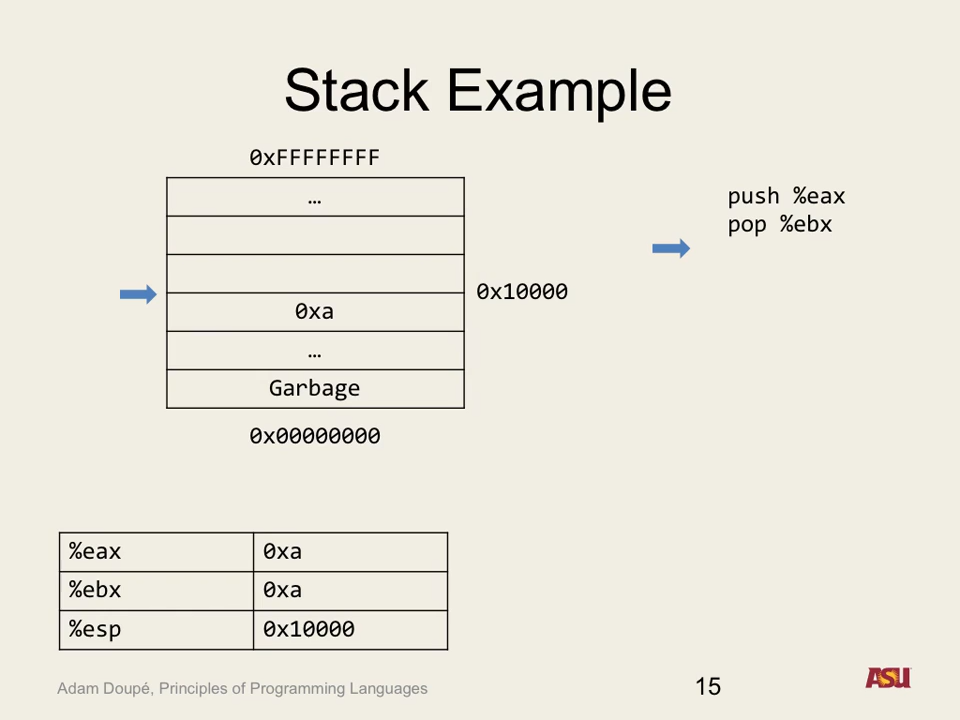 Stack Example
0xFFFFFFFF
…
0x10000
0xa
…
Garbage
0x00000000
push %eax
pop %ebx
%eax 0xa
%ebx 0xa
%esp 0x10000
Adam Doupé, Principles of Programming Languages
15
ASU